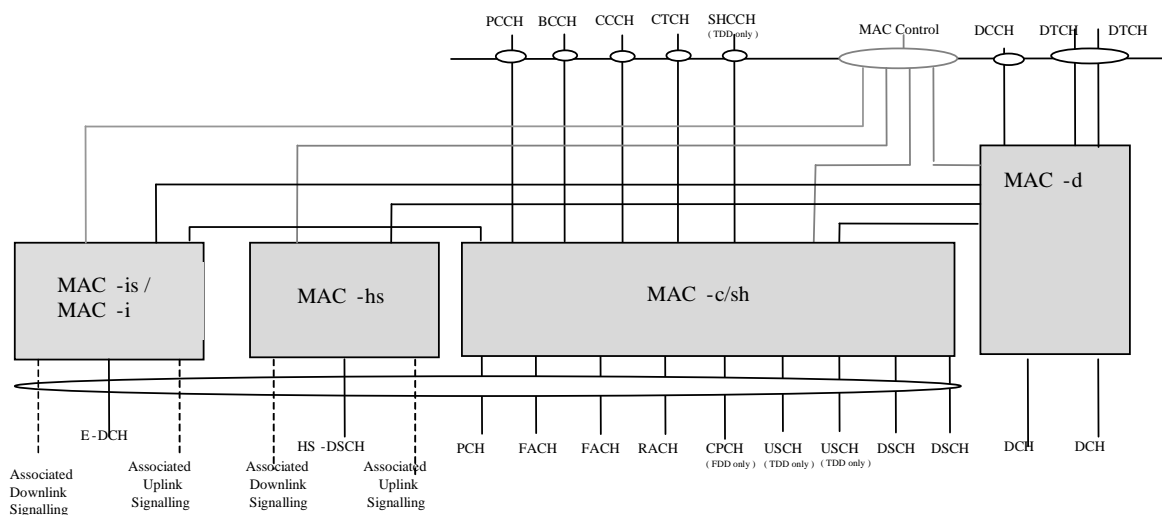 PCCH BCCH CCCH CTCH SHCCH MAC Control DCCH DTCH DTCH
( TDD only )
MAC -d
MAC -is /
MAC -i
MAC -hs
MAC -c/sh
E-DCH
HS -DSCH
PCH FACH FACH RACH CPCH USCH USCH DSCH DSCH DCH DCH
( FDD only ) ( TDD only ) ( TDD only )
Associated
Downlink
Signalling
Associated
Uplink
Signalling
Associated
Downlink
Signalling
Associated
Uplink
Signalling